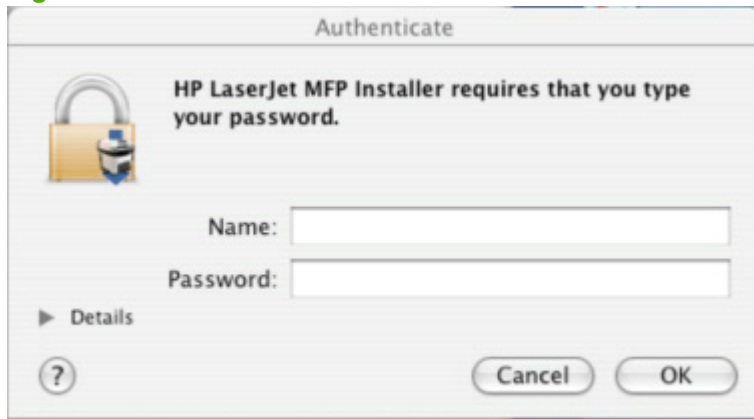 Authenticate
HP LaserJet MFP Installer requires that you type
your password.
Name:
Password:
Details
?
Cancel
OK